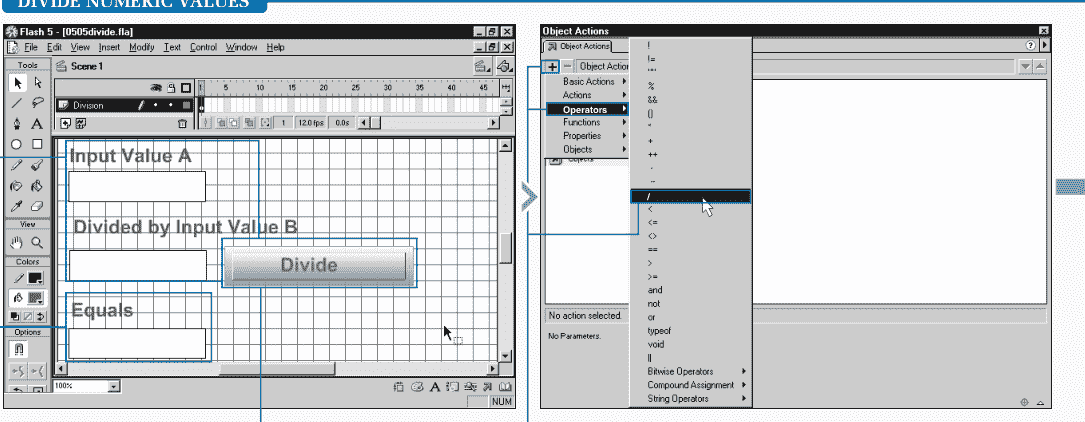 DIVIDE NUMERIC VALUES
Flash 5 - [0505divide.fla]
File Edit View Insert Modify Text Control Window Help
Tools
Scene 1
5 10 15 20 25 30 35 40 45
Division
1 12.0 fps 0.0s
Input Value A
Divided by Input Value B
Divide
Equals
View
Colors
Options
100%
NUM
Object Actions
Object Actions
Object Action
Basic Actions
Actions
Operators
Functions
Properties
Objects
Objects
!
!=
""
%
&&
()
*
+
++
-
--
/
<
<=
<>
==
>
>=
and
not
or
typeof
void
||
Bitwise Operators
Compound Assignment
String Operators
No action selected.
No Parameters.